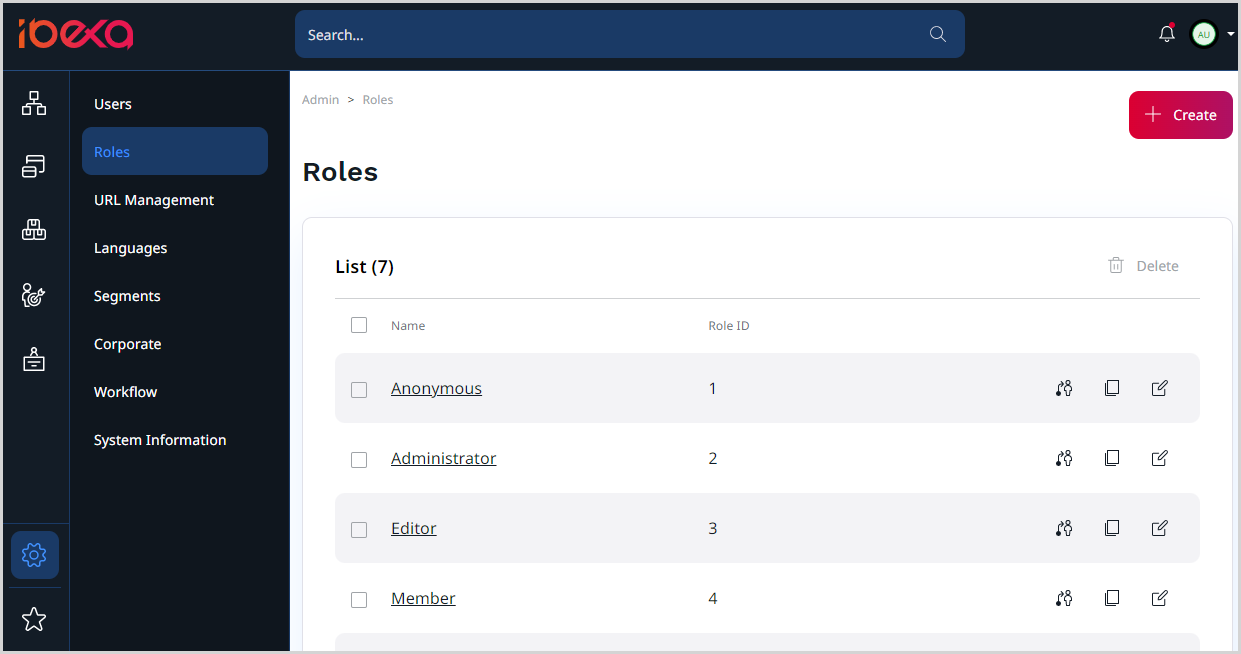 ibexa
Search...
AU
Users
Roles
URL Management
Languages
Segments
Corporate
Workflow
System Information
Admin > Roles
Create
Roles
List (7)
Delete
Name Role ID
Anonymous 1
Administrator 2
Editor 3
Member 4